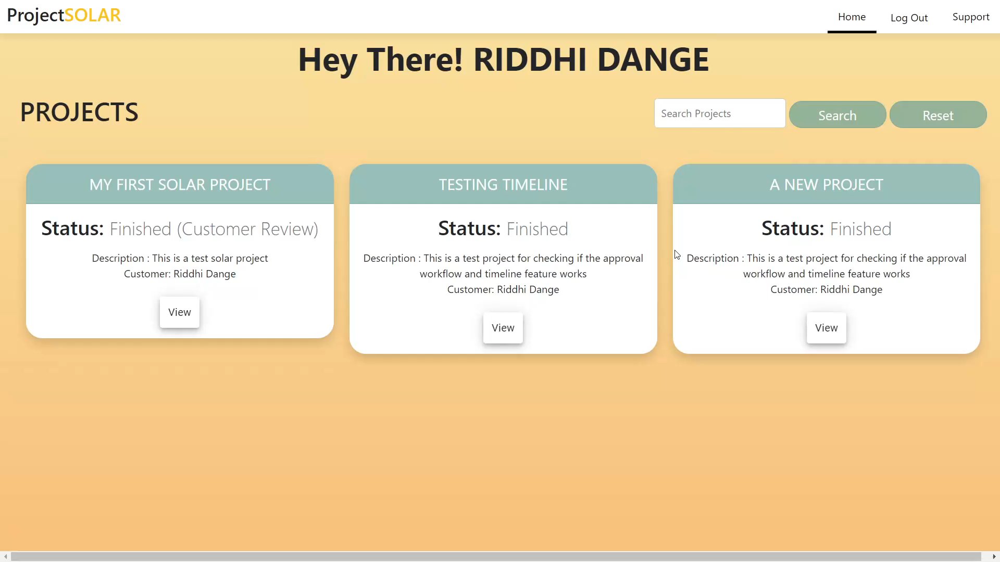 ProjectSOLAR
Home
Log Out
Support
Hey There! RIDDHI DANGE
PROJECTS
Search Projects
Search
Reset
MY FIRST SOLAR PROJECT
Status: Finished (Customer Review)
Description : This is a test solar project
Customer: Riddhi Dange
View
TESTING TIMELINE
Status: Finished
Description : This is a test project for checking if the approval
workflow and timeline feature works
Customer: Riddhi Dange
View
A NEW PROJECT
Status: Finished
Description : This is a test project for checking if the approval
workflow and timeline feature works
Customer: Riddhi Dange
View